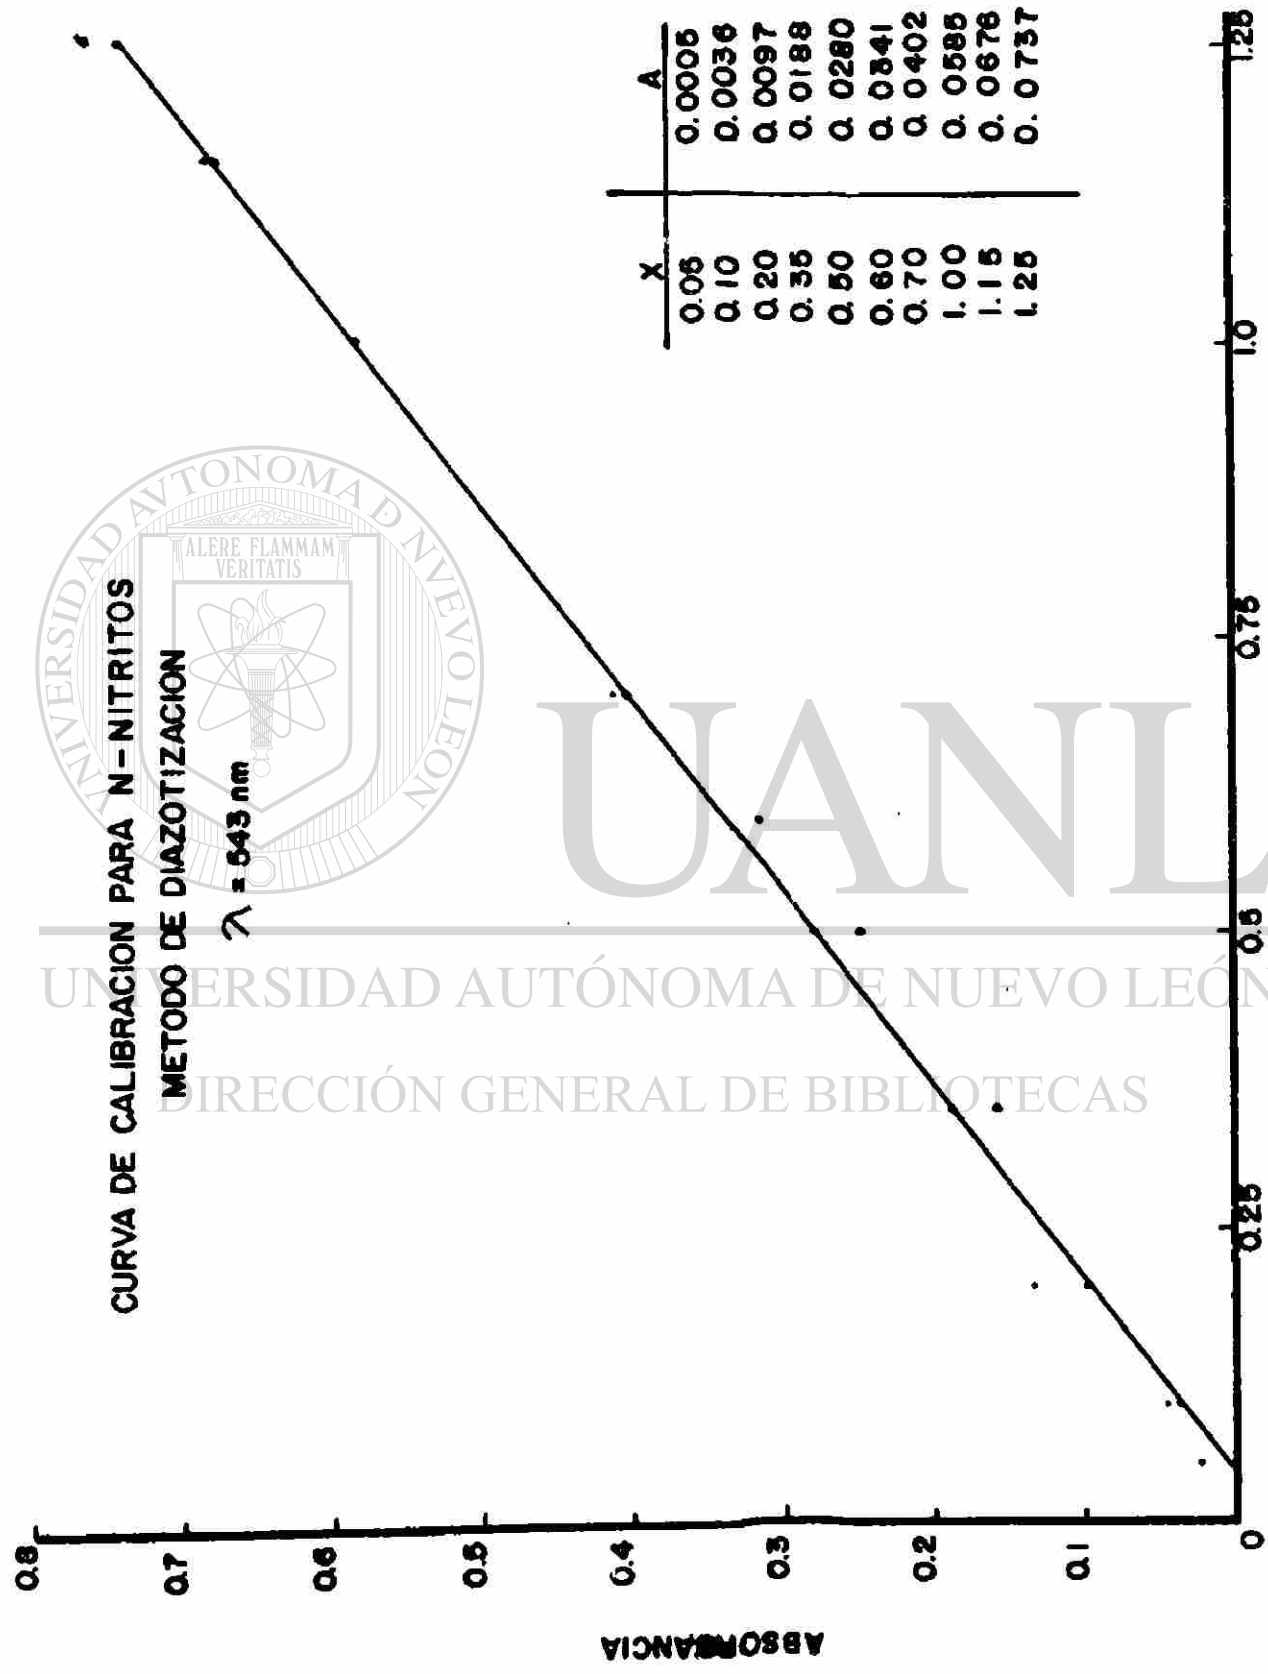 CURVA DE CALIBRACION PARA N-NITRITOS
METODO DE DIAZOTIZACION
λ = 543 nm
ABSORBANCIA
0.8
0.7
0.6
0.5
0.4
0.3
0.2
0.1
0
0.25
0.5
0.75
1.0
1.25
X A
0.05 0.0005
0.10 0.0036
0.20 0.0097
0.35 0.0188
0.50 0.0280
0.60 0.0341
0.70 0.0402
1.00 0.0585
1.15 0.0676
1.25 0.0737
UNIVERSIDAD AVTONOMA D NVEVO LEON
ALERE FLAMMAM
VERITATIS
UANL
UNIVERSIDAD AUTÓNOMA DE NUEVO LEÓN
DIRECCIÓN GENERAL DE BIBLIOTECAS